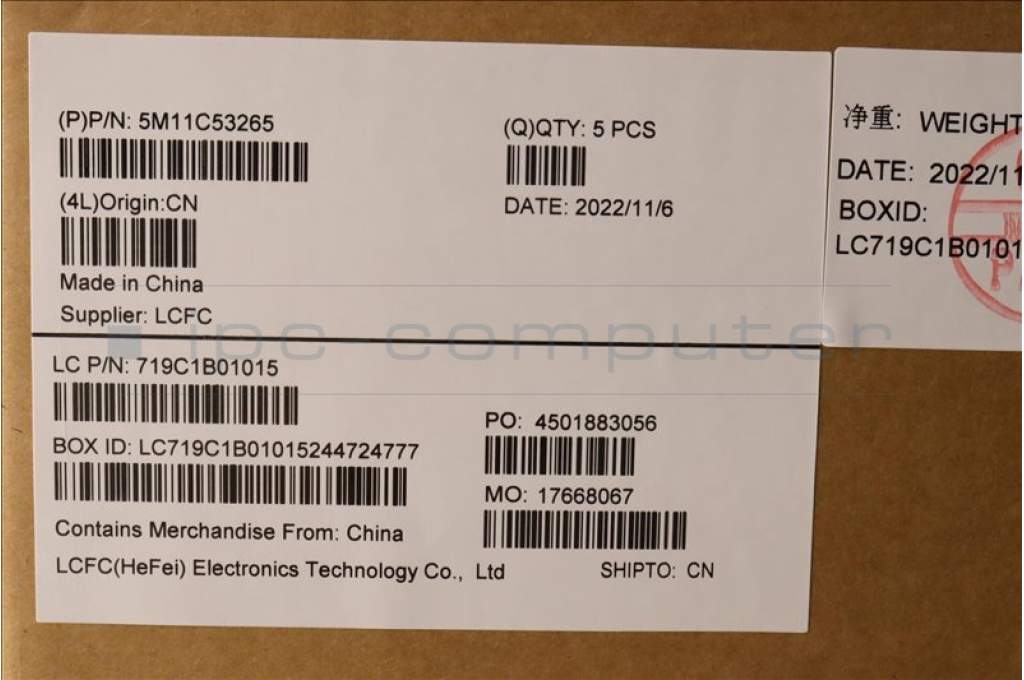 (P)P/N: 5M11C53265
(Q)QTY: 5 PCS
(4L)Origin:CN
DATE: 2022/11/6
Made in China
Supplier: LCFC
LC P/N: 719C1B01015
PO: 4501883056
BOX ID: LC719C1B01015244724777
MO: 17668067
Contains Merchandise From: China
LCFC(HeFei) Electronics Technology Co., Ltd
SHIPTO: CN
净重: WEIGHT
DATE: 2022/11
BOXID:
LC719C1B0101
ipc-computer